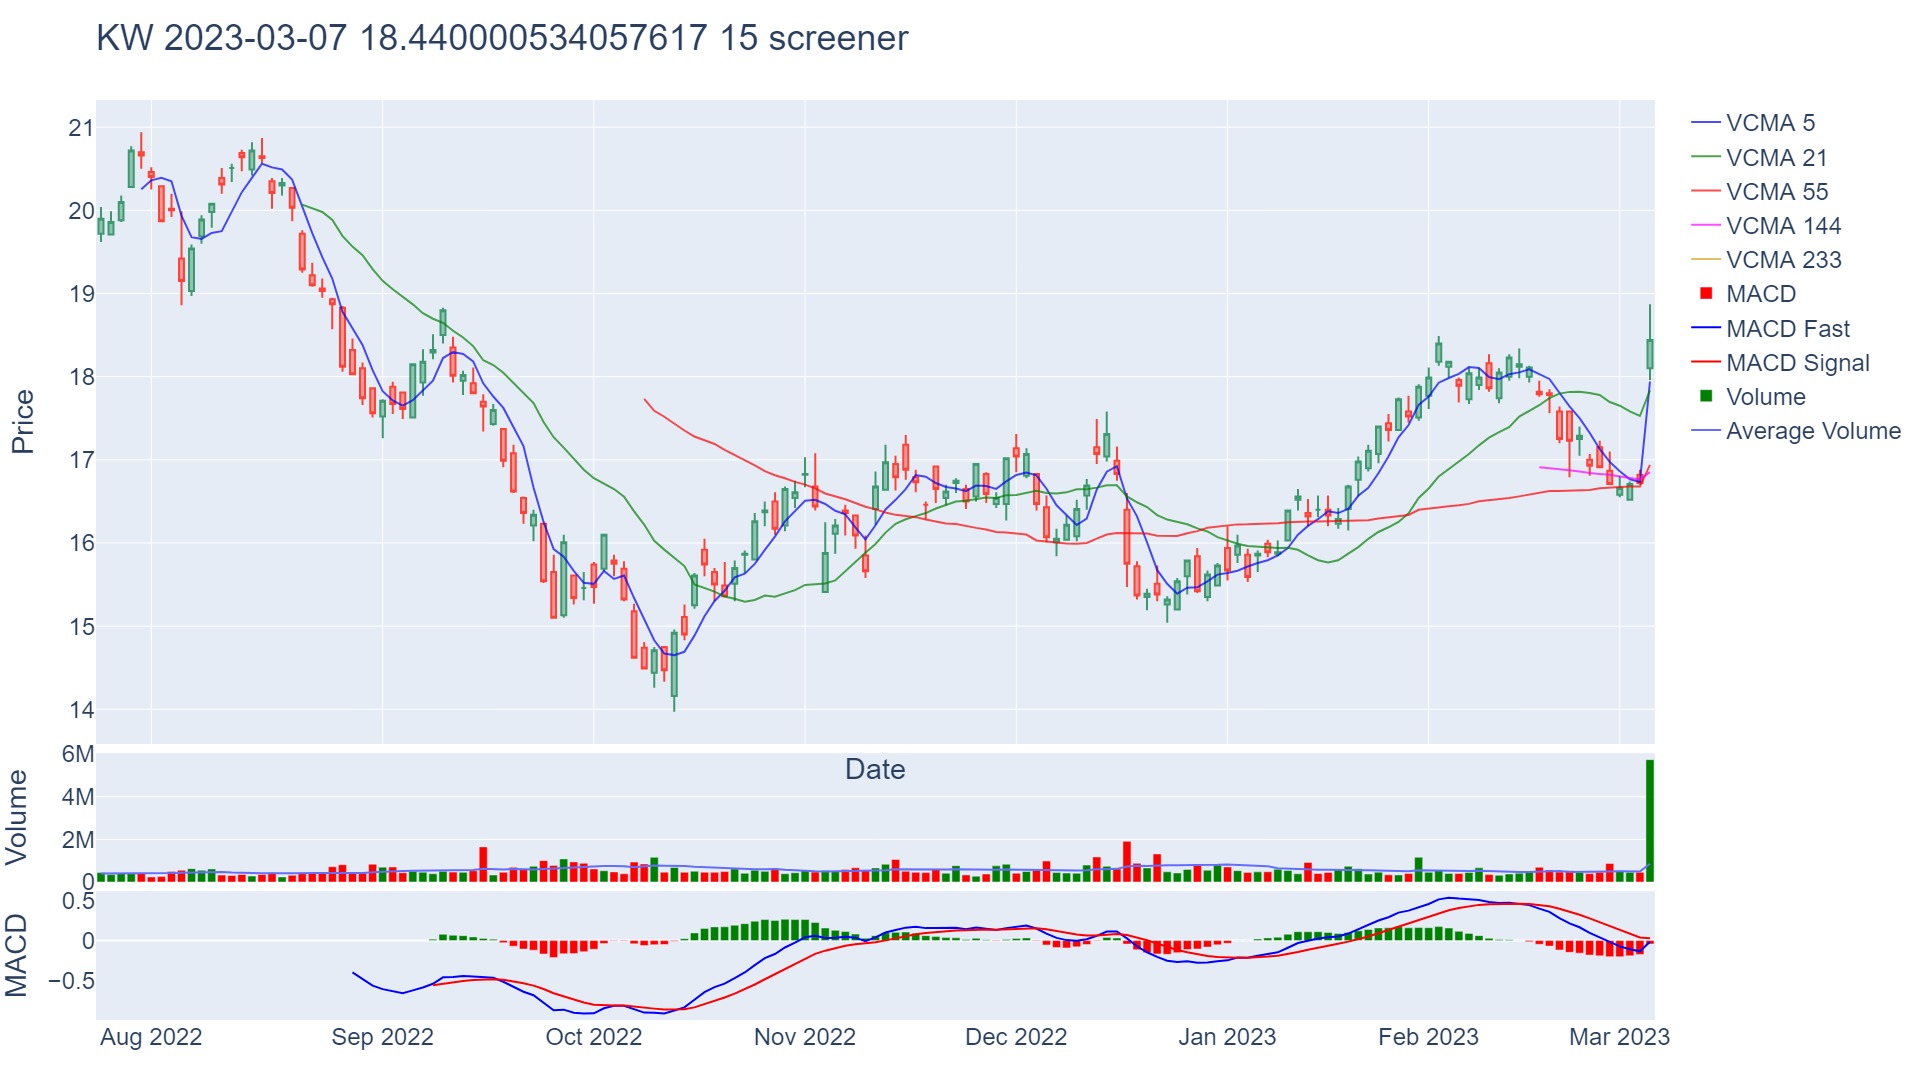 KW 2023-03-07 18.440000534057617 15 screener
VCMA 5
VCMA 21
VCMA 55
VCMA 144
VCMA 233
MACD
MACD Fast
MACD Signal
Volume
Average Volume
Price
21
20
19
18
17
16
15
14
Date
Volume
6M
4M
2M
0
MACD
0.5
0
−0.5
Aug 2022
Sep 2022
Oct 2022
Nov 2022
Dec 2022
Jan 2023
Feb 2023
Mar 2023